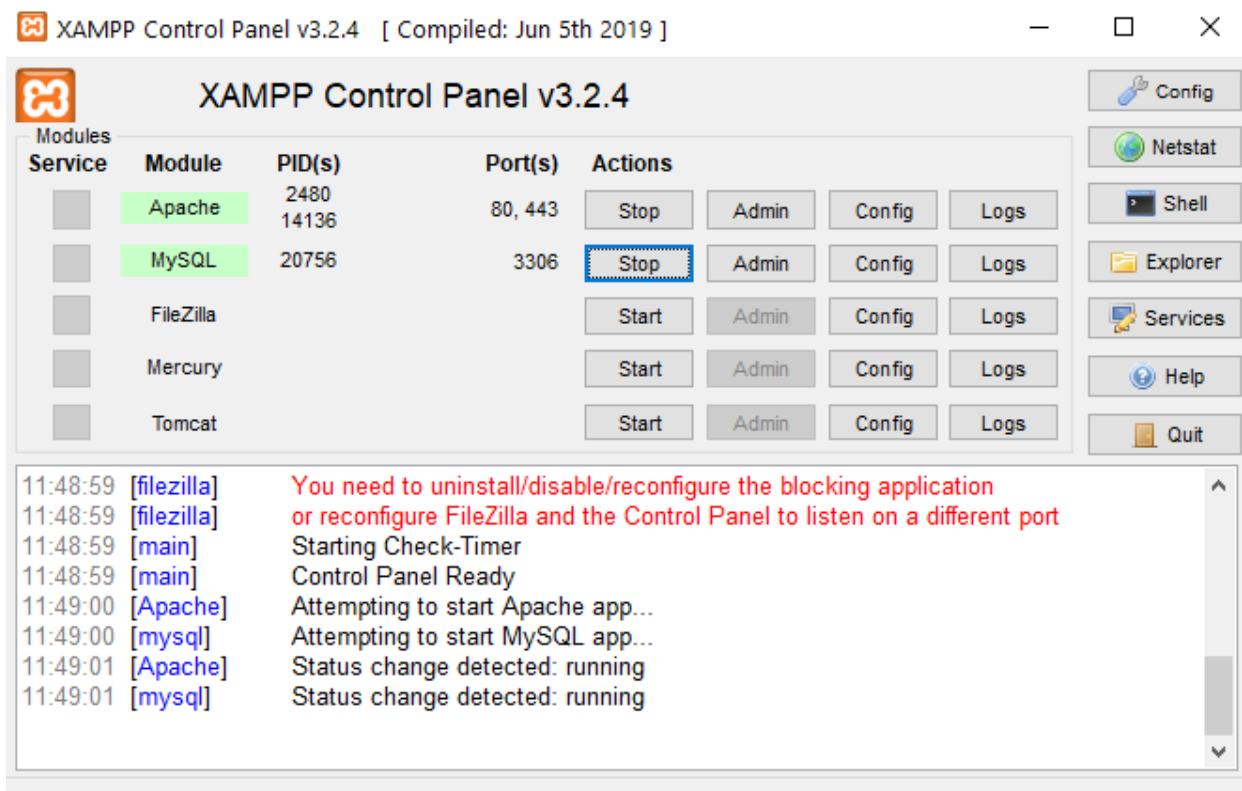 XAMPP Control Panel v3.2.4 [ Compiled: Jun 5th 2019 ]
XAMPP Control Panel v3.2.4
Config
Modules
Service Module PID(s) Port(s) Actions
Netstat
Apache 2480 14136 80, 443 Stop Admin Config Logs
Shell
MySQL 20756 3306 Stop Admin Config Logs
Explorer
FileZilla Start Admin Config Logs
Services
Mercury Start Admin Config Logs
Help
Tomcat Start Admin Config Logs
Quit
11:48:59 [filezilla] You need to uninstall/disable/reconfigure the blocking application
11:48:59 [filezilla] or reconfigure FileZilla and the Control Panel to listen on a different port
11:48:59 [main] Starting Check-Timer
11:48:59 [main] Control Panel Ready
11:49:00 [Apache] Attempting to start Apache app...
11:49:00 [mysql] Attempting to start MySQL app...
11:49:01 [Apache] Status change detected: running
11:49:01 [mysql] Status change detected: running